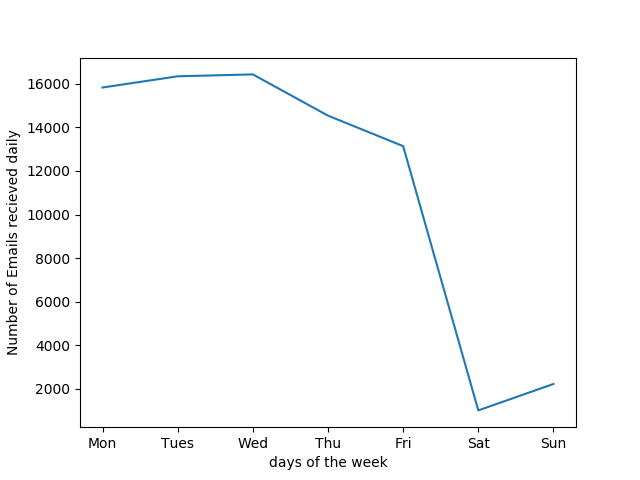 Number of Emails recieved daily
16000
14000
12000
10000
8000
6000
4000
2000
Mon Tues Wed Thu Fri Sat Sun
days of the week